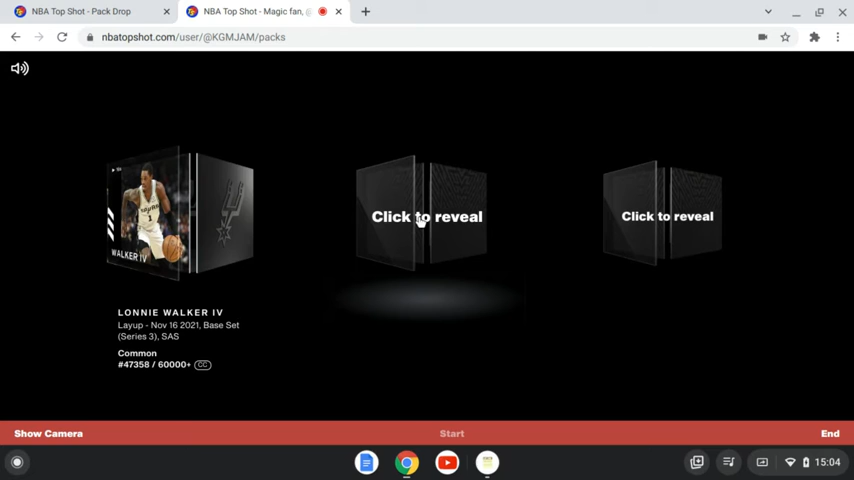 NBA Top Shot - Pack Drop
NBA Top Shot - Magic fan, @
nbatopshot.com/user/@KGMJAM/packs
WALKER IV
Click to reveal
Click to reveal
LONNIE WALKER IV
Layup - Nov 16 2021, Base Set
(Series 3), SAS
Common
#47358 / 60000+ CC
Show Camera
Start
End
15:04